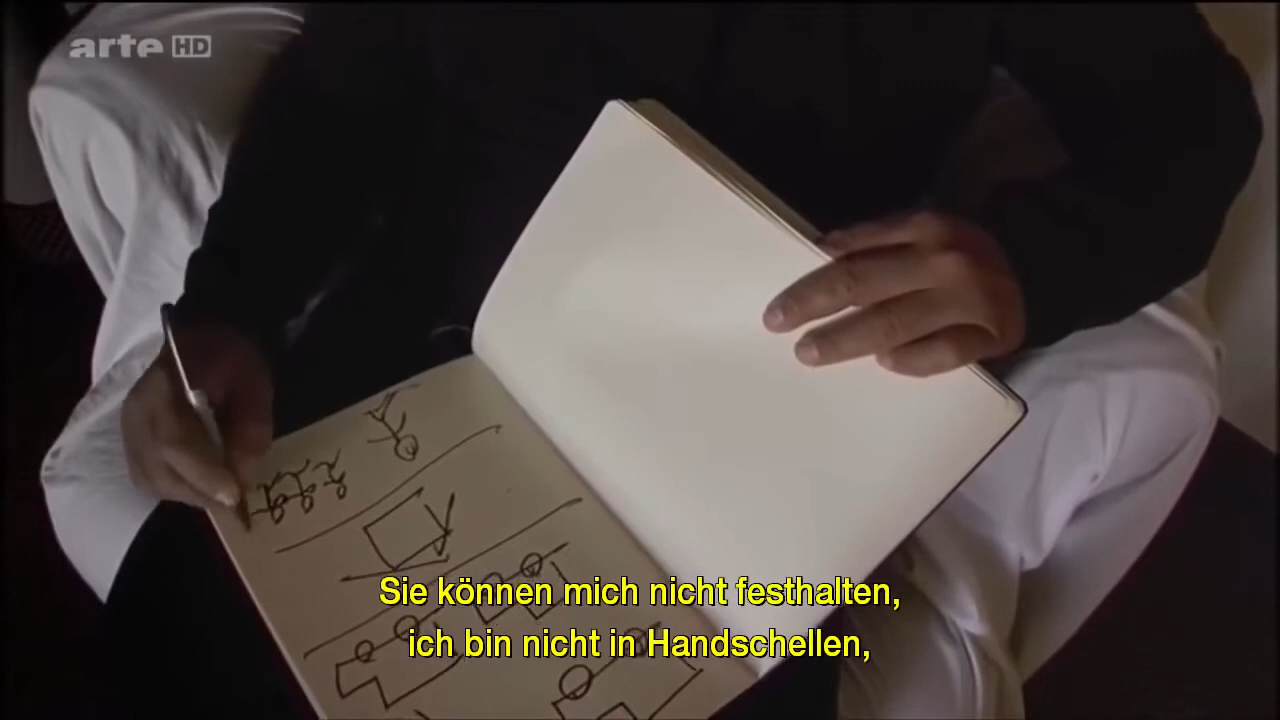 arte HD
Sie können mich nicht festhalten,
ich bin nicht in Handschellen,